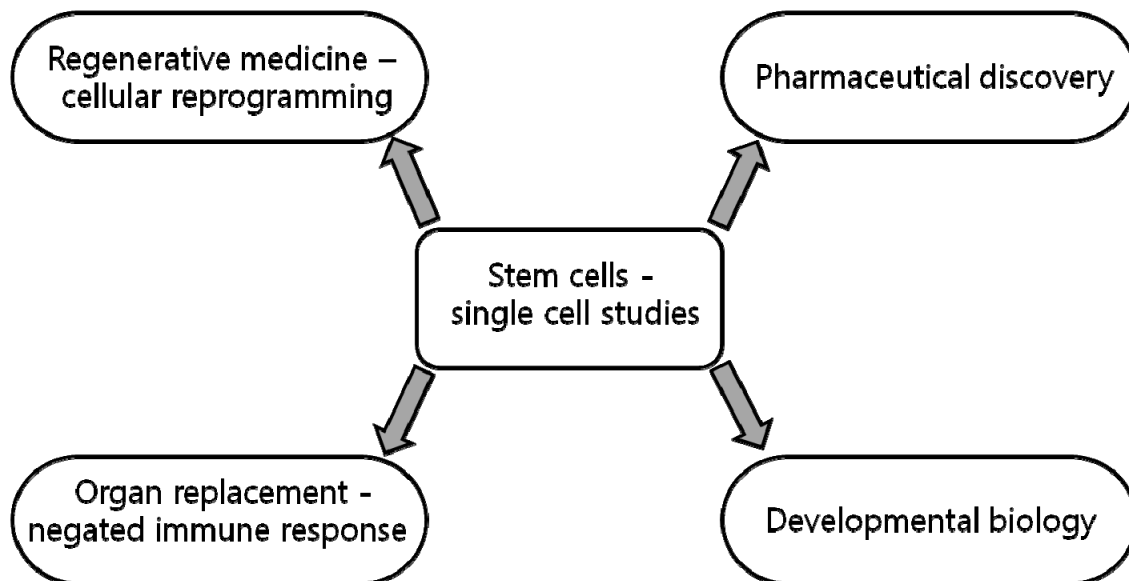 Regenerative medicine –
cellular reprogramming
Pharmaceutical discovery
Stem cells -
single cell studies
Organ replacement -
negated immune response
Developmental biology